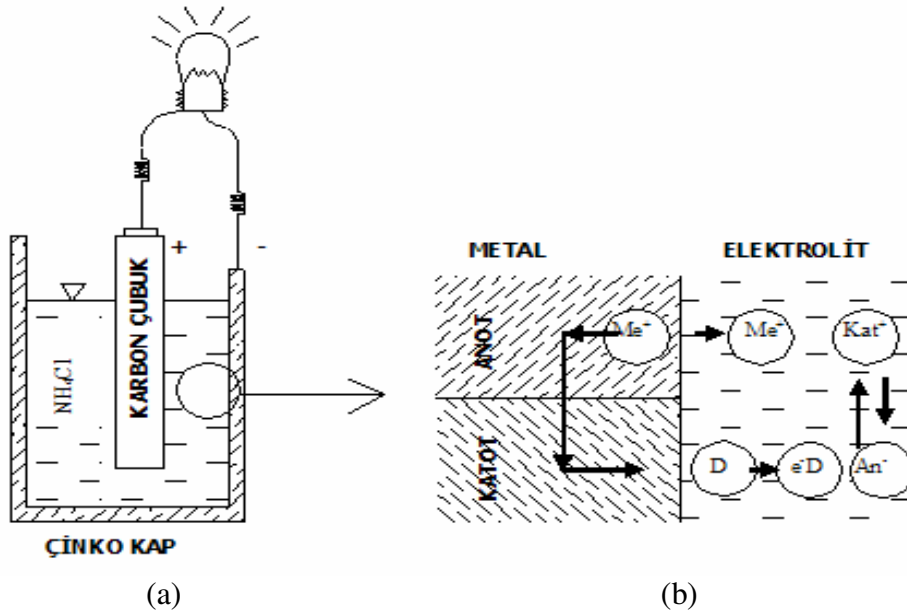 + -
KARBON ÇUBUK
NH₄Cl
ÇİNKO KAP
(a)
METAL
ELEKTROLİT
ANOT
Me⁺
Me⁺
Kat⁺
KATOT
D
e⁻D
An⁻
(b)